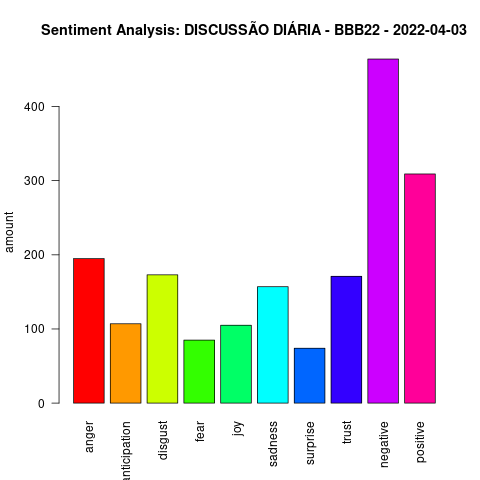 Sentiment Analysis: DISCUSSÃO DIÁRIA - BBB22 - 2022-04-03
amount
400
300
200
100
0
anger
nticipation
disgust
fear
joy
sadness
surprise
trust
negative
positive